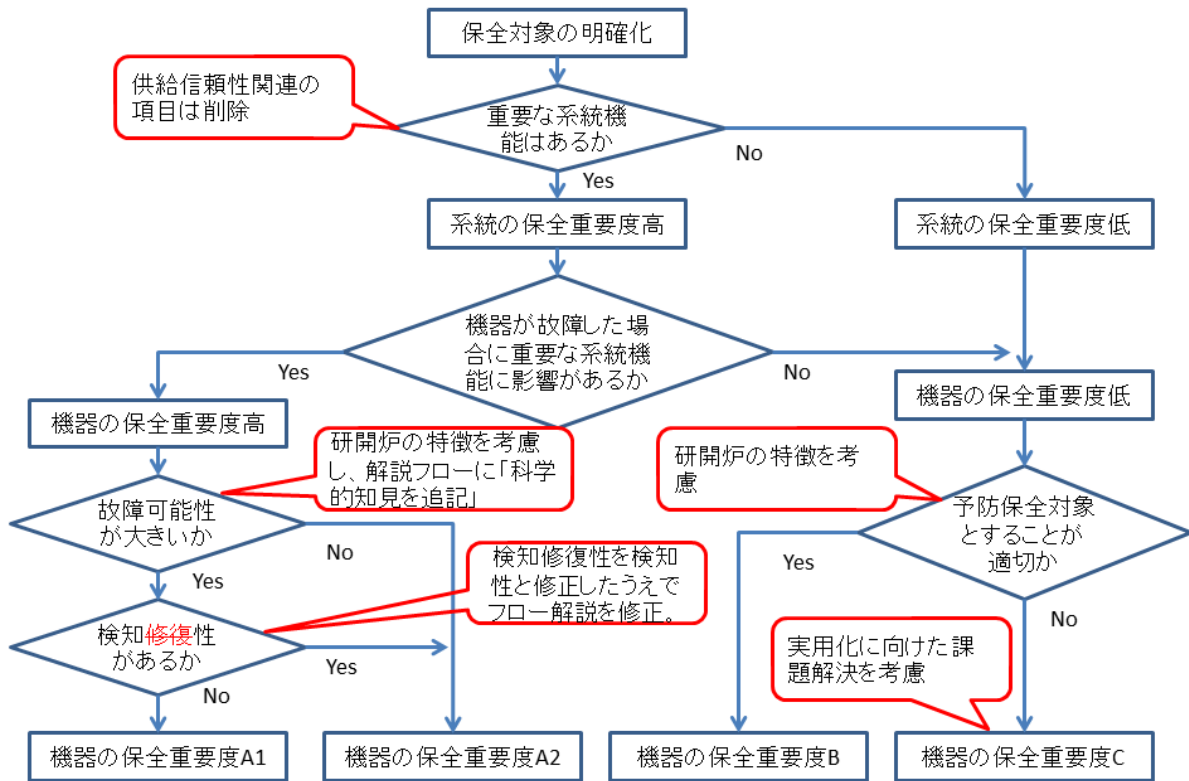 保全対象の明確化
供給信頼性関連の
項目は削除
重要な系統機
能はあるか
No
Yes
系統の保全重要度高
系統の保全重要度低
機器が故障した場
合に重要な系統機
能に影響があるか
Yes
No
機器の保全重要度高
機器の保全重要度低
研開炉の特徴を考慮
し、解説フローに「科学
的知見を追記」
研開炉の特徴を考
慮
故障可能性
が大きいか
No
Yes
予防保全対象
とすることが
適切か
Yes
No
検知修復性を検知
性と修正したうえで
フロー解説を修正。
検知修復性
があるか
Yes
No
実用化に向けた課
題解決を考慮
機器の保全重要度A1
機器の保全重要度A2
機器の保全重要度B
機器の保全重要度C